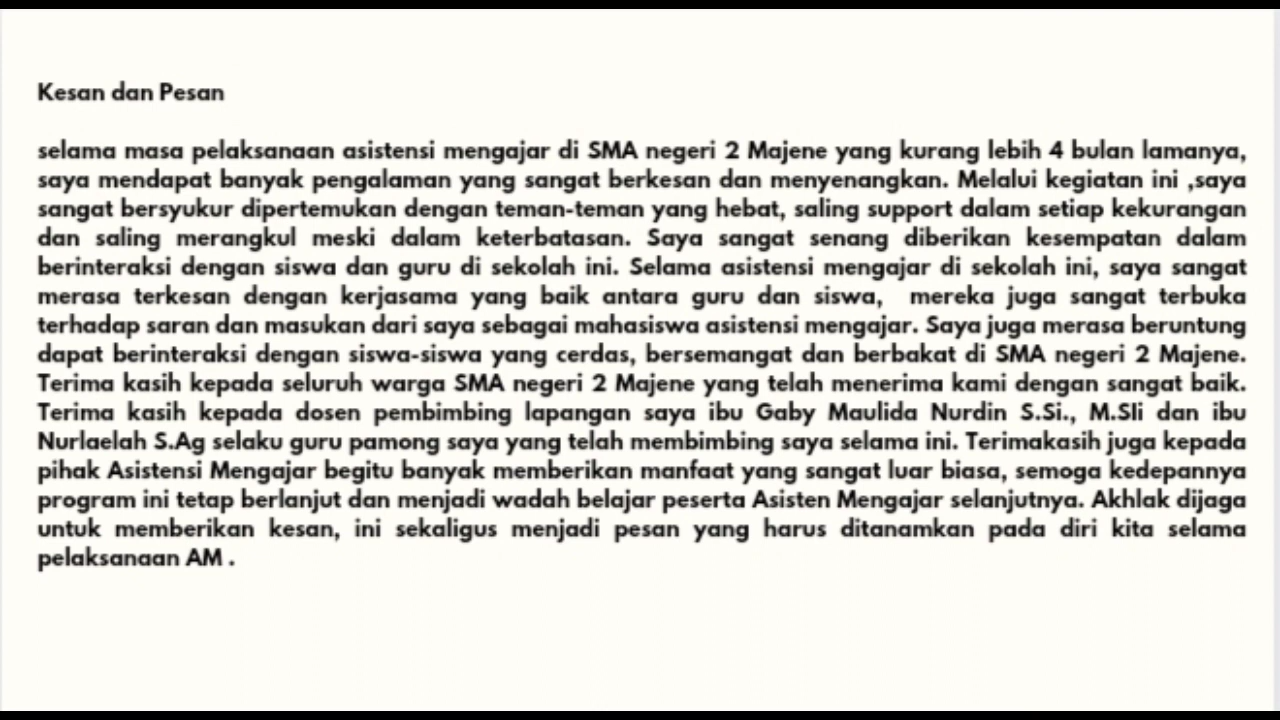 Kesan dan Pesan
selama masa pelaksanaan asistensi mengajar di SMA negeri 2 Majene yang kurang lebih 4 bulan lamanya,
saya mendapat banyak pengalaman yang sangat berkesan dan menyenangkan. Melalui kegiatan ini ,saya
sangat bersyukur dipertemukan dengan teman-teman yang hebat, saling support dalam setiap kekurangan
dan saling merangkul meski dalam keterbatasan. Saya sangat senang diberikan kesempatan dalam
berinteraksi dengan siswa dan guru di sekolah ini. Selama asistensi mengajar di sekolah ini, saya sangat
merasa terkesan dengan kerjasama yang baik antara guru dan siswa, mereka juga sangat terbuka
terhadap saran dan masukan dari saya sebagai mahasiswa asistensi mengajar. Saya juga merasa beruntung
dapat berinteraksi dengan siswa-siswa yang cerdas, bersemangat dan berbakat di SMA negeri 2 Majene.
Terima kasih kepada seluruh warga SMA negeri 2 Majene yang telah menerima kami dengan sangat baik.
Terima kasih kepada dosen pembimbing lapangan saya ibu Gaby Maulida Nurdin S.Si., M.SIi dan ibu
Nurlaelah S.Ag selaku guru pamong saya yang telah membimbing saya selama ini. Terimakasih juga kepada
pihak Asistensi Mengajar begitu banyak memberikan manfaat yang sangat luar biasa, semoga kedepannya
program ini tetap berlanjut dan menjadi wadah belajar peserta Asisten Mengajar selanjutnya. Akhlak dijaga
untuk memberikan kesan, ini sekaligus menjadi pesan yang harus ditanamkan pada diri kita selama
pelaksanaan AM .